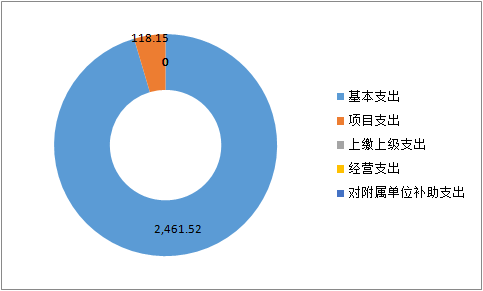 118.15
0
2,461.52
基本支出
项目支出
上缴上级支出
经营支出
对附属单位补助支出